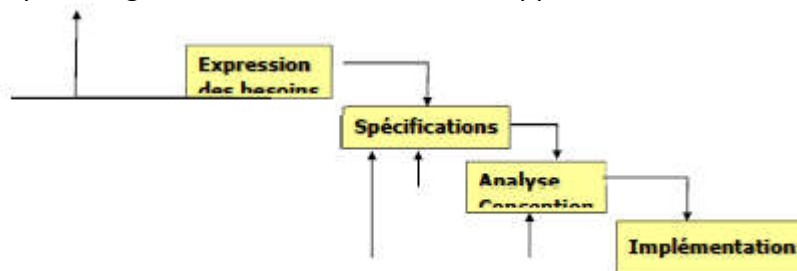 Expression
des besoins
Spécifications
Analyse
Conception
Implémentation